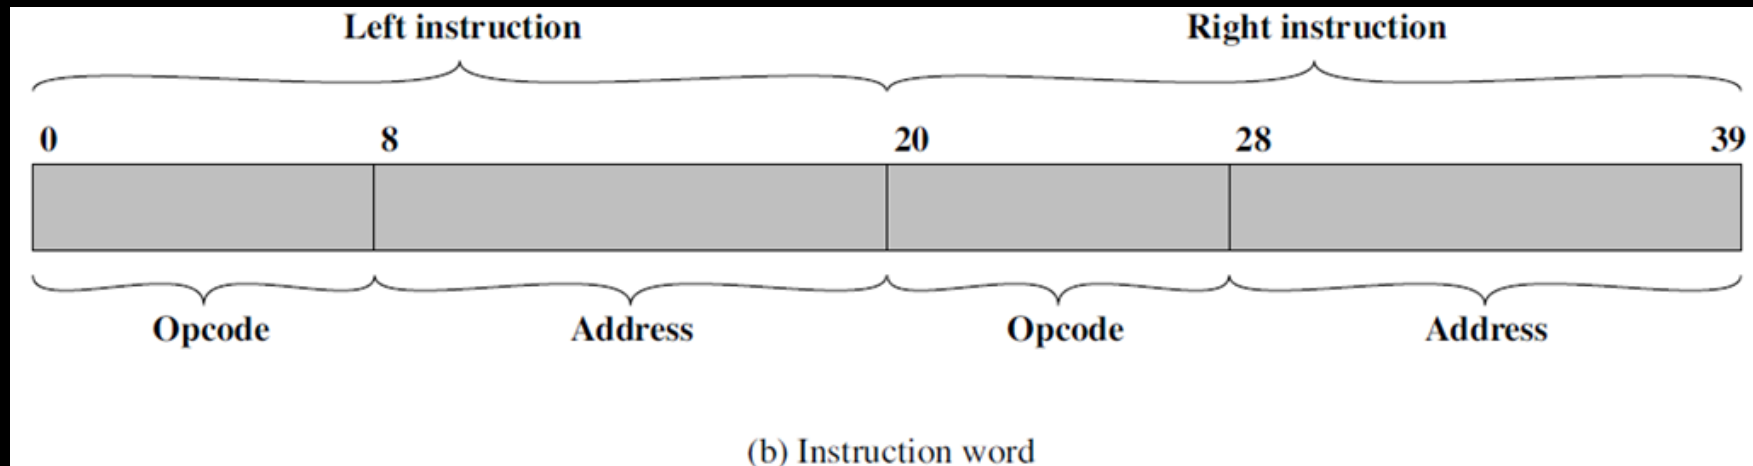 Left instruction Right instruction
0 8 20 28 39
Opcode Address Opcode Address
(b) Instruction word